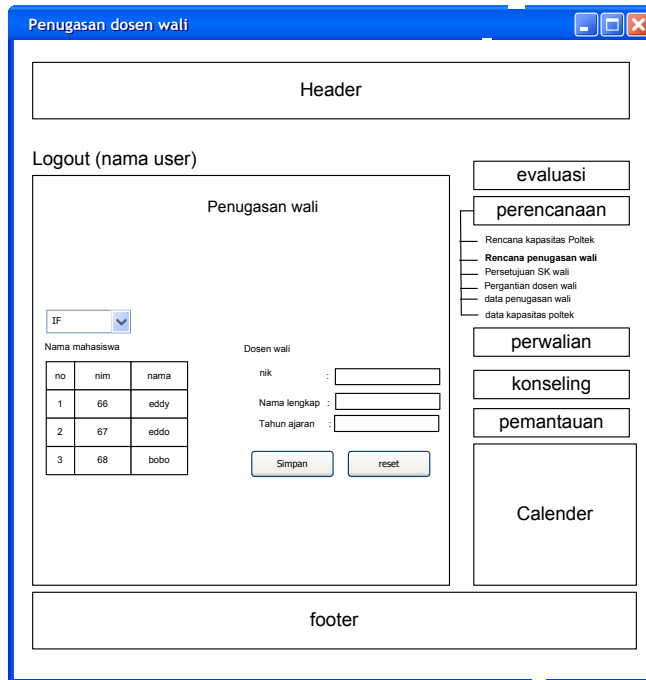 Penugasan dosen wali
Header
Logout (nama user)
Penugasan wali
IF
Nama mahasiswa
no nim nama
1 66 eddy
2 67 eddo
3 68 bobo
Dosen wali
nik :
Nama lengkap :
Tahun ajaran :
Simpan reset
evaluasi
perencanaan
Rencana kapasitas Poltek
Rencana penugasan wali
Persetujuan SK wali
Pergantian dosen wali
data penugasan wali
data kapasitas poltek
perwalian
konseling
pemantauan
Calender
footer